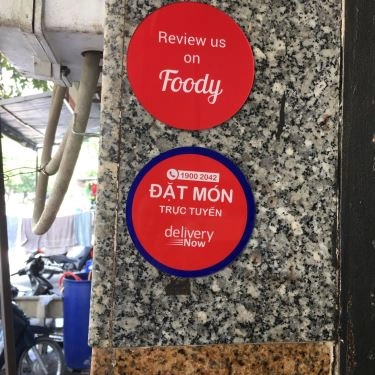 Review us
on
Foody
1900 2042
ĐẶT MÓN
TRỰC TUYẾN
delivery
Now